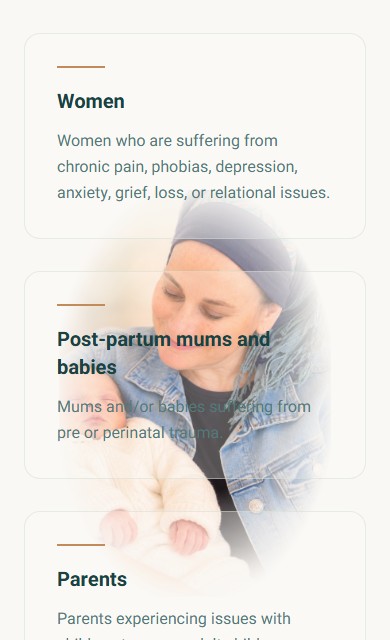 Women
Women who are suffering from
chronic pain, phobias, depression,
anxiety, grief, loss, or relational issues.
Post-partum mums and
babies
Mums and/or babies suffering from
pre or perinatal trauma.
Parents
Parents experiencing issues with